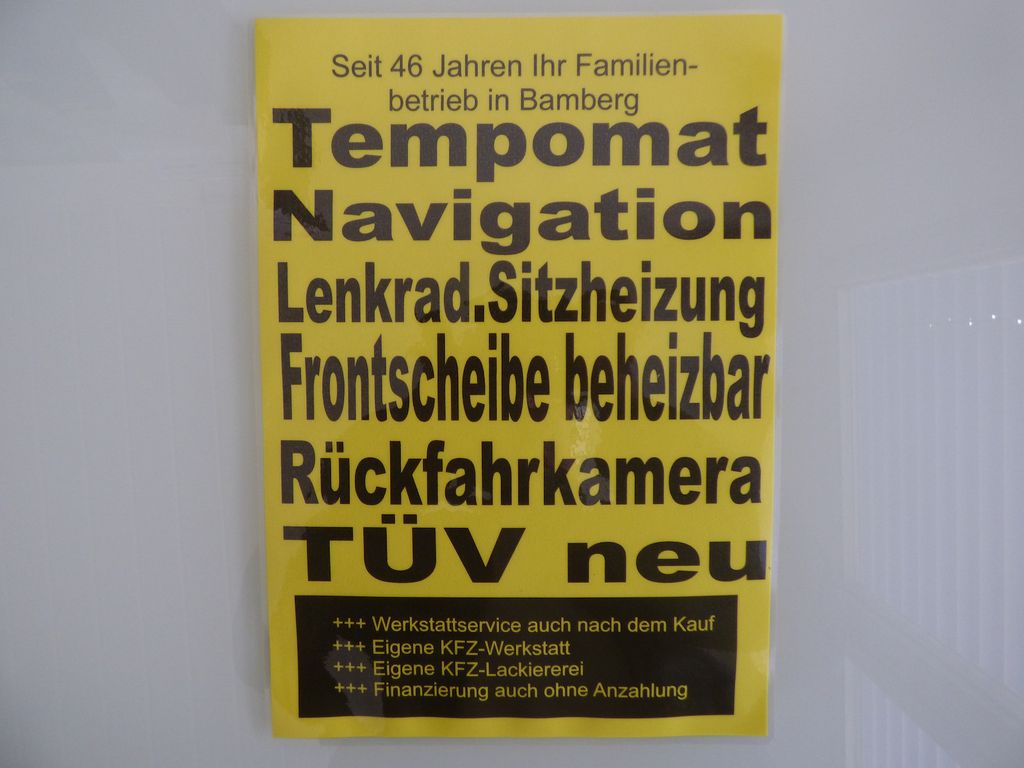 Seit 46 Jahren Ihr Familien-
betrieb in Bamberg
Tempomat
Navigation
Lenkrad.Sitzheizung
Frontscheibe beheizbar
Rückfahrkamera
TÜV neu
+++ Werkstattservice auch nach dem Kauf
+++ Eigene KFZ-Werkstatt
+++ Eigene KFZ-Lackiererei
+++ Finanzierung auch ohne Anzahlung